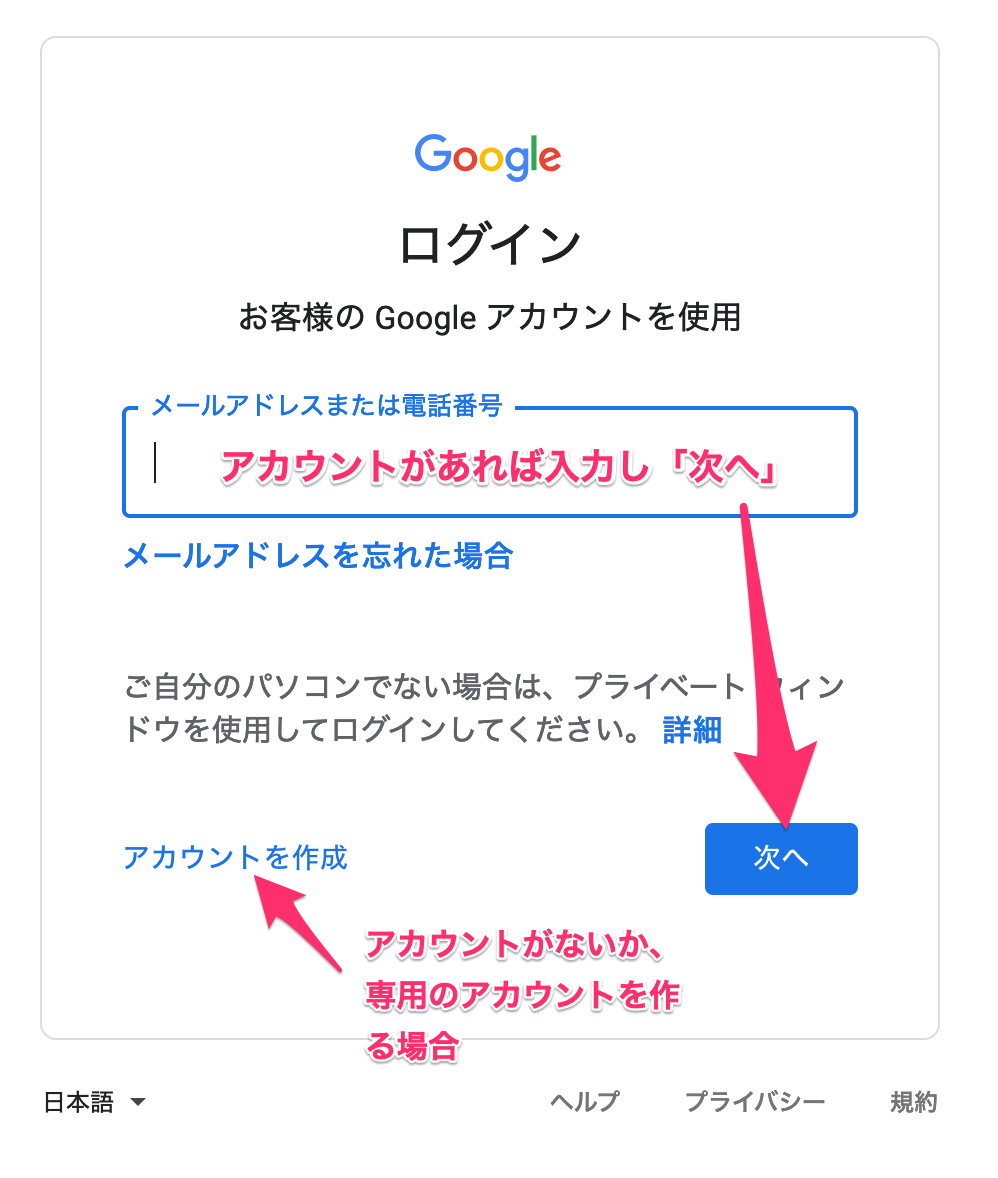 Google
ログイン
お客様の Google アカウントを使用
メールアドレスまたは電話番号
アカウントがあれば入力し「次へ」
メールアドレスを忘れた場合
ご自分のパソコンでない場合は、プライベート ウィン
ドウを使用してログインしてください。 詳細
アカウントを作成
次へ
アカウントがないか、
専用のアカウントを作
る場合
日本語
ヘルプ
プライバシー
規約